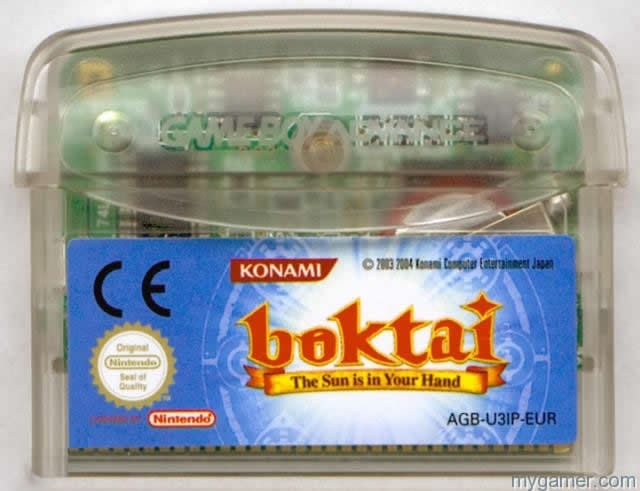 GAME BOY ADVANCE
KONAMI
© 2003 2004 Konami Computer Entertainment Japan
CE
boktai
The Sun is in Your Hand
Original
Nintendo
Seal of
Quality
TM
Nintendo
AGB-U3IP-EUR
mygamer.com